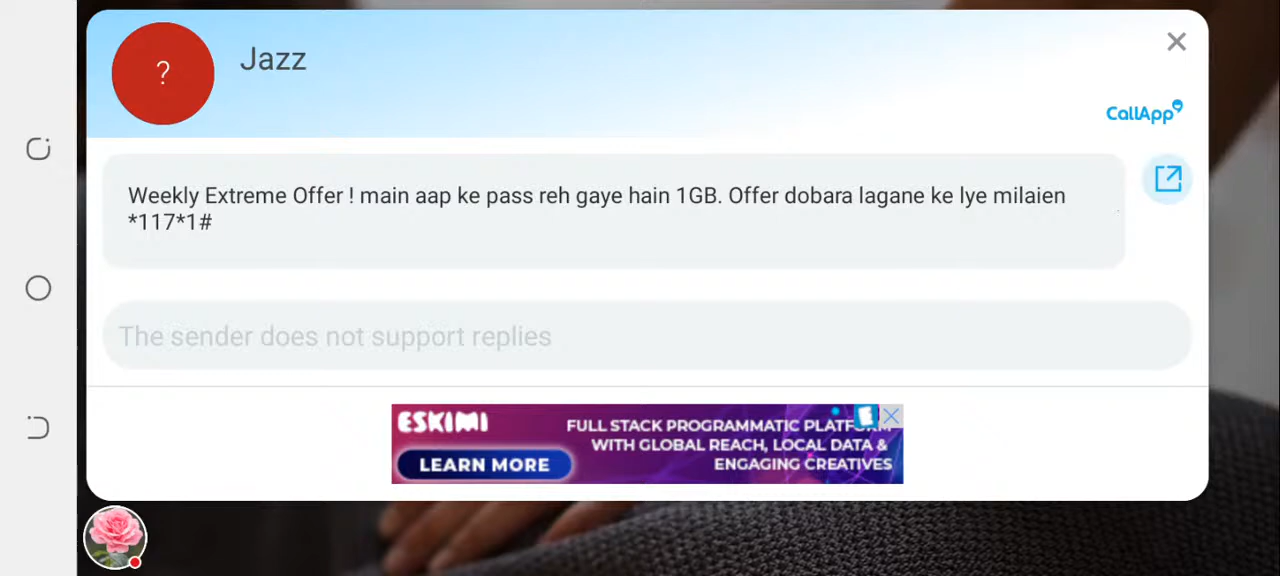 ?
Jazz
CallApp
Weekly Extreme Offer ! main aap ke pass reh gaye hain 1GB. Offer dobara lagane ke lye milaien
*117*1#
The sender does not support replies
ESKIMI
LEARN MORE
FULL STACK PROGRAMMATIC PLATFORM
WITH GLOBAL REACH, LOCAL DATA &
ENGAGING CREATIVES